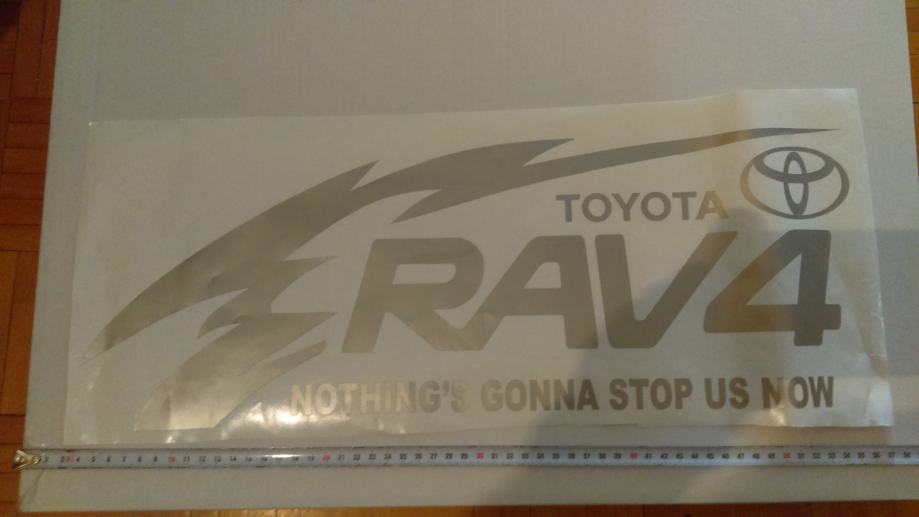 TOYOTA
RAV4
NOTHING'S GONNA STOP US NOW